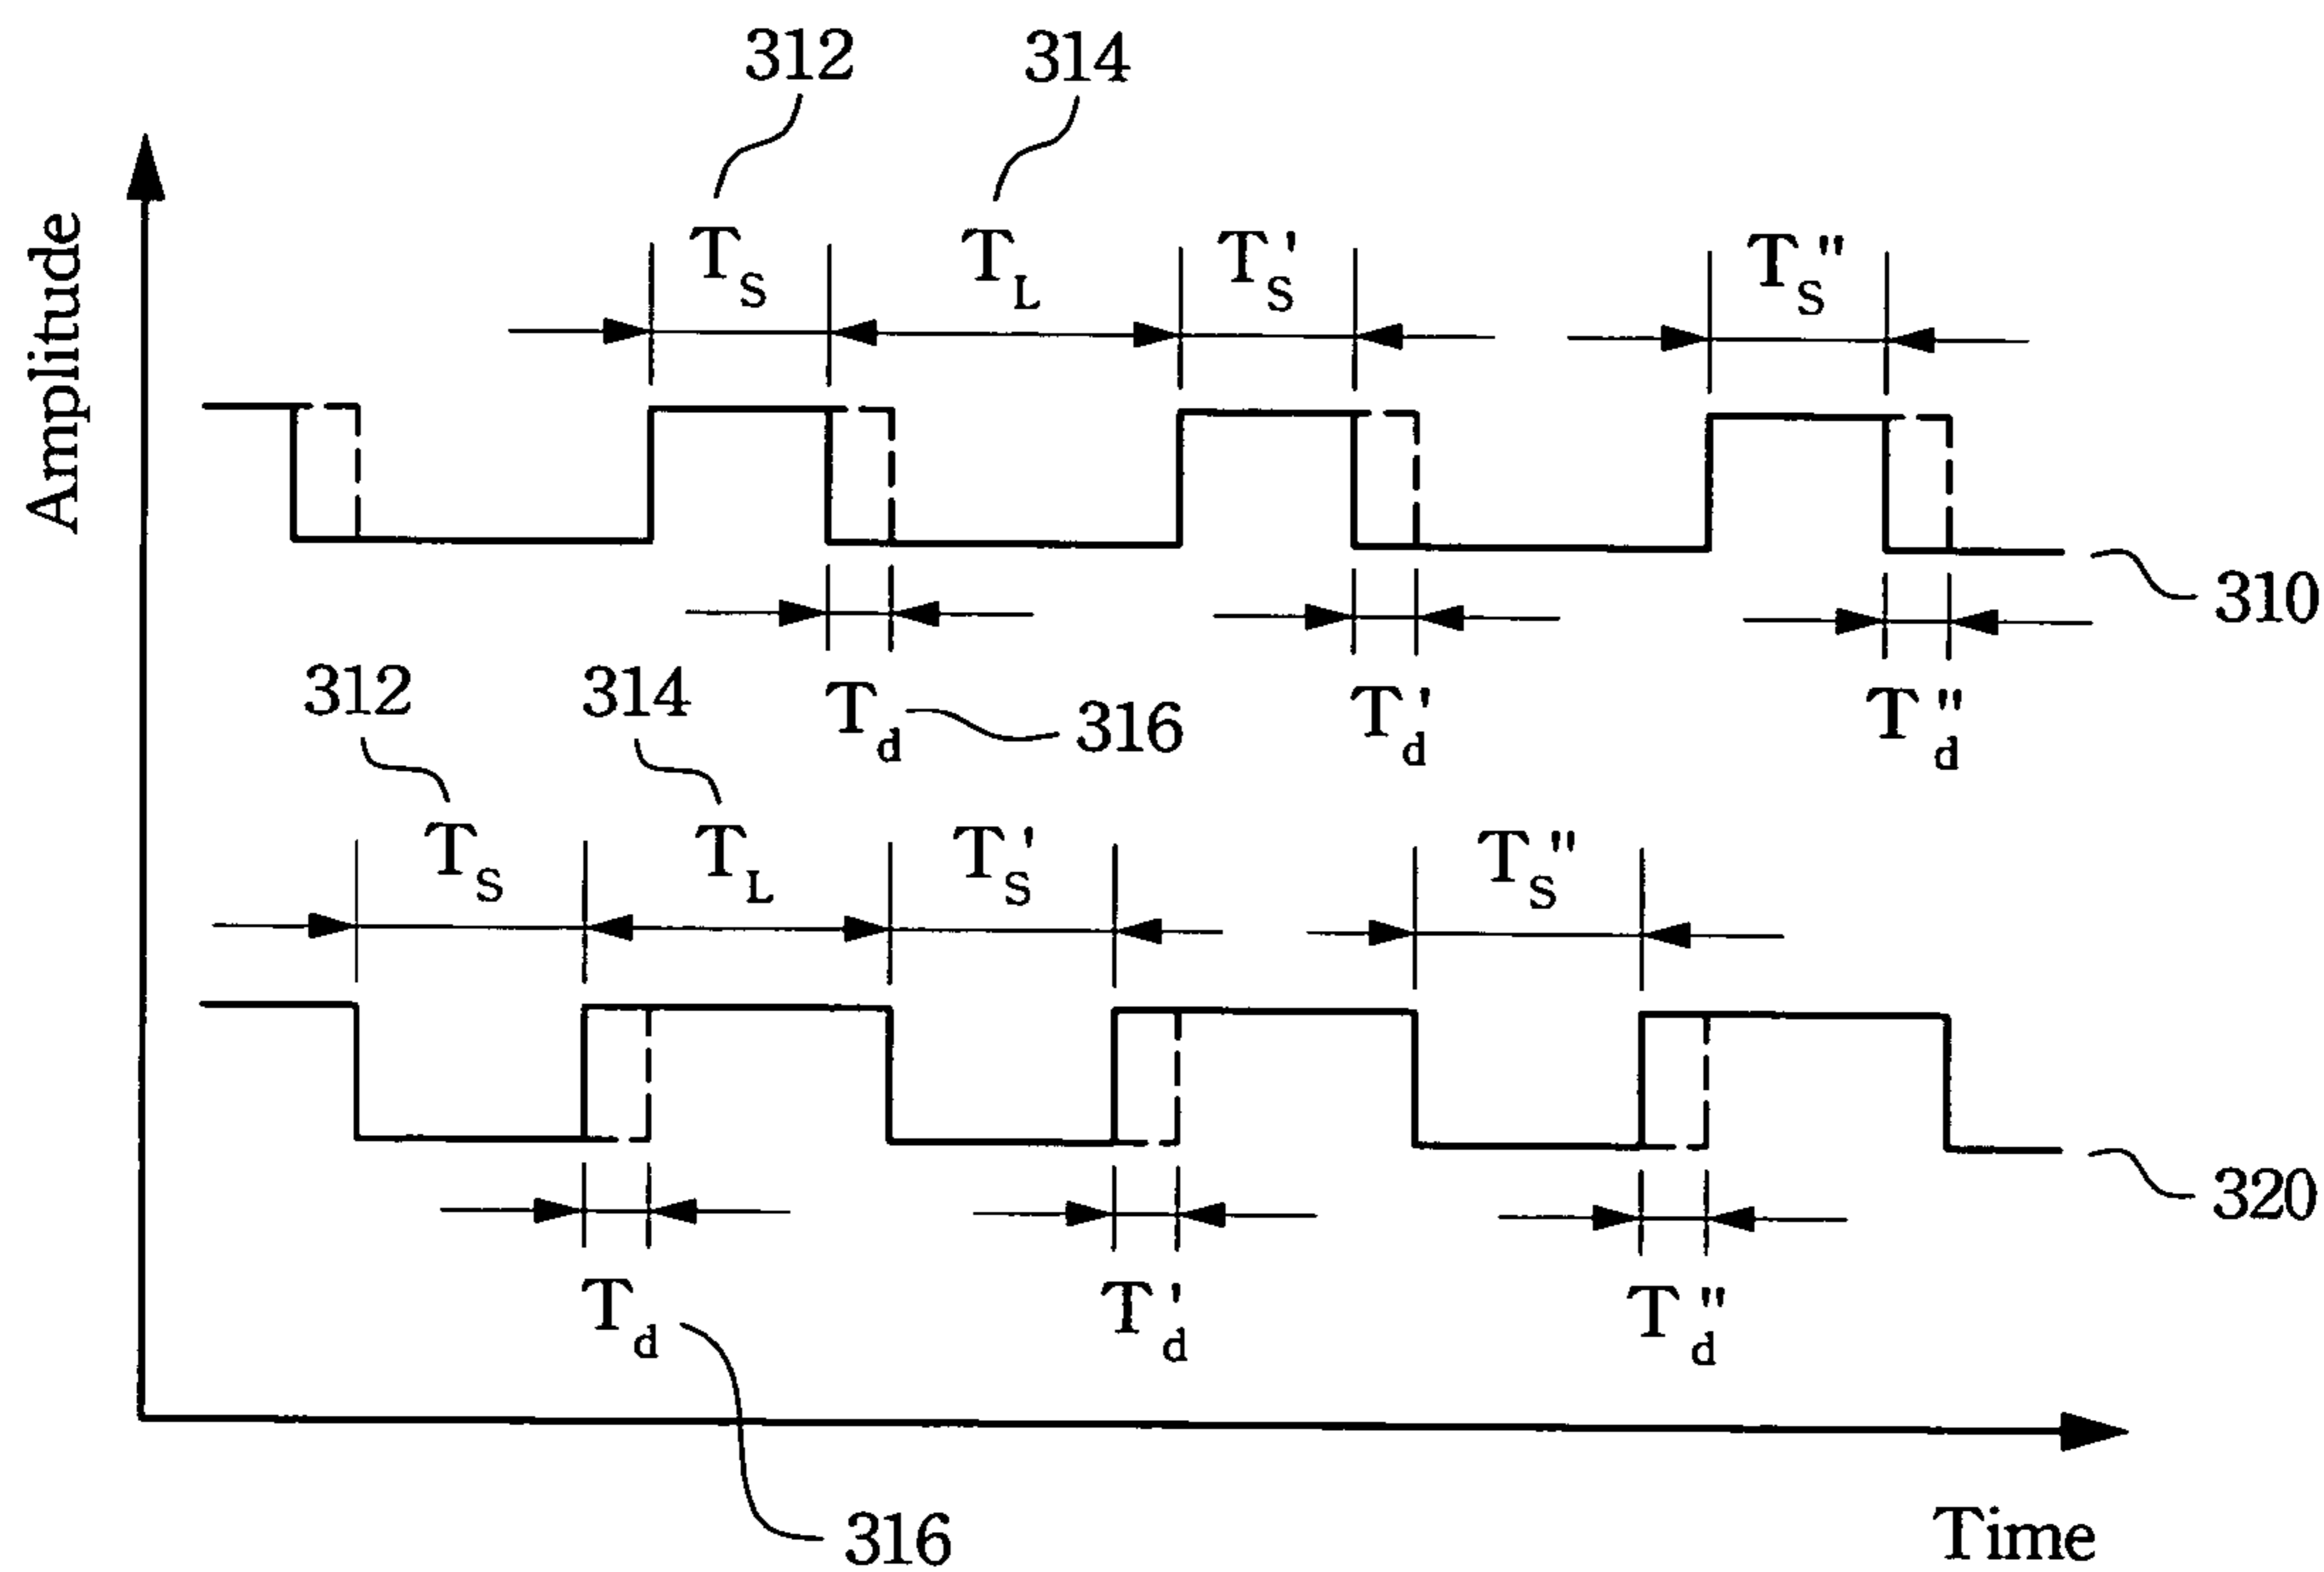 312 314
Amplitude
T_S T_L T_S' T_S"
310
T_d 316 T_d' T_d"
312 314
T_S T_L T_S' T_S"
320
T_d T_d' T_d"
316
Time